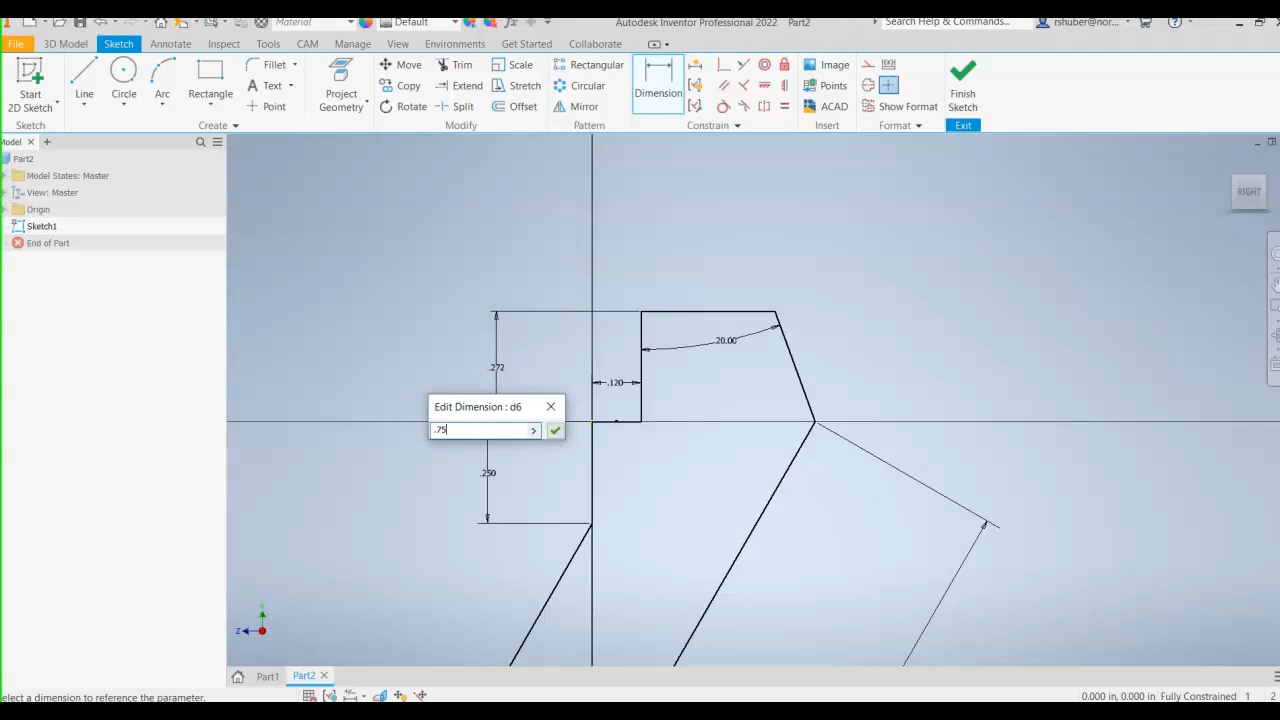 Material
Default
Autodesk Inventor Professional 2022 Part2
Search Help & Commands...
rshuber@nor...
File 3D Model Sketch Annotate Inspect Tools CAM Manage View Environments Get Started Collaborate
Start
2D Sketch
Line
Circle
Arc
Rectangle
Fillet
Text
Point
Project
Geometry
Move
Copy
Rotate
Trim
Extend
Split
Scale
Stretch
Offset
Rectangular
Circular
Mirror
Dimension
Image
Points
ACAD
Show Format
Finish
Sketch
Sketch Create Modify Pattern Constrain Insert Format Exit
Model
Part2
Model States: Master
View: Master
Origin
Sketch1
End of Part
RIGHT
20.00
.272
.120
Edit Dimension : d6
.75
.250
Y
Z
Part1 Part2
elect a dimension to reference the parameter.
0.000 in, 0.000 in Fully Constrained 1 2